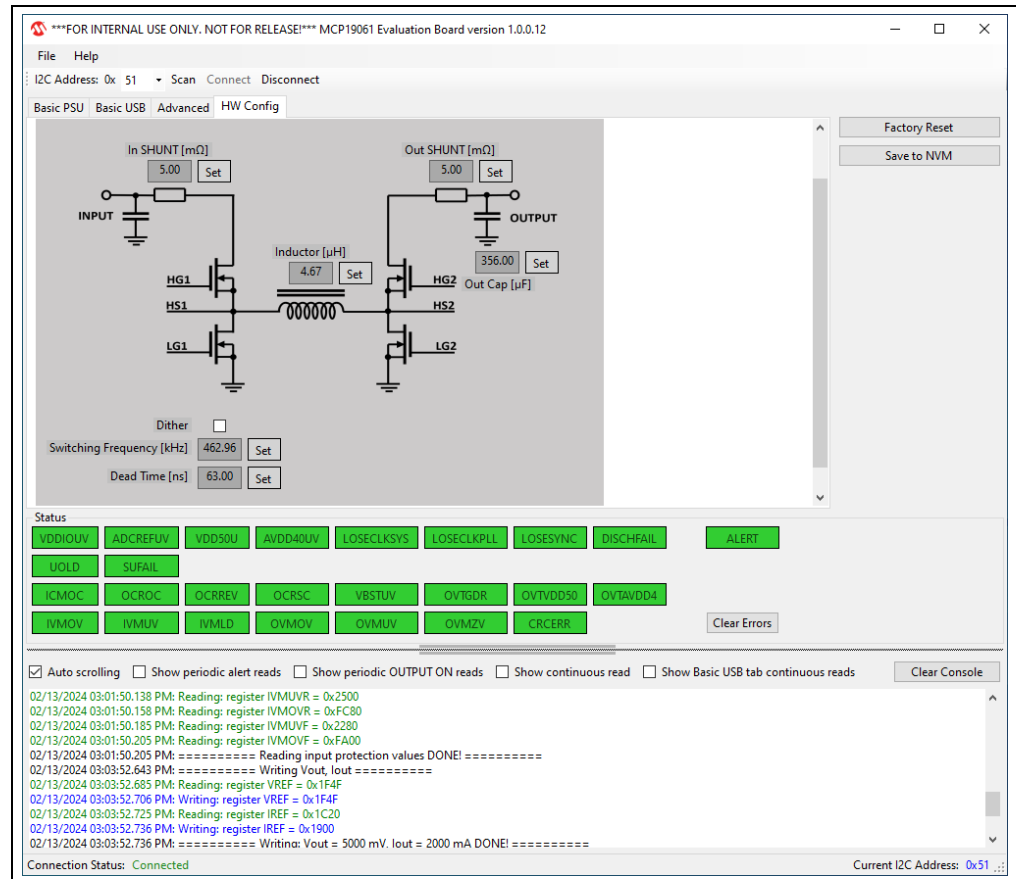 ***FOR INTERNAL USE ONLY. NOT FOR RELEASE!*** MCP19061 Evaluation Board version 1.0.0.12
File Help
I2C Address: 0x 51 Scan Connect Disconnect
Basic PSU Basic USB Advanced HW Config
Factory Reset
Save to NVM
In SHUNT [mΩ] Out SHUNT [mΩ]
5.00 Set 5.00 Set
INPUT OUTPUT
Inductor [µH]
4.67 Set 356.00 Set
HG1 HG2 Out Cap [µF]
HS1 HS2
LG1 LG2
Dither
Switching Frequency [kHz] 462.96 Set
Dead Time [ns] 63.00 Set
Status
VDDIOUV ADCREFUV VDD50U AVDD40UV LOSECLKSYS LOSECLKPLL LOSESYNC DISCHFAIL ALERT
UOLD SUFAIL
ICMOC OCROC OCRREV OCRSC VBSTUV OVTGDR OVTVDD50 OVTAVDD4
IVMOV IVMUV IVMLD OVMOV OVMUV OVMZV CRCERR Clear Errors
Auto scrolling Show periodic alert reads Show periodic OUTPUT ON reads Show continuous read Show Basic USB tab continuous reads Clear Console
02/13/2024 03:01:50.138 PM: Reading: register IVMUVR = 0x2500
02/13/2024 03:01:50.158 PM: Reading: register IVMOVR = 0xFC80
02/13/2024 03:01:50.185 PM: Reading: register IVMUVF = 0x2280
02/13/2024 03:01:50.205 PM: Reading: register IVMOVF = 0xFA00
02/13/2024 03:01:50.205 PM: ========== Reading input protection values DONE! ==========
02/13/2024 03:03:52.643 PM: ========== Writing Vout, Iout ==========
02/13/2024 03:03:52.685 PM: Reading: register VREF = 0x1F4F
02/13/2024 03:03:52.706 PM: Writing: register VREF = 0x1F4F
02/13/2024 03:03:52.725 PM: Reading: register IREF = 0x1C20
02/13/2024 03:03:52.736 PM: Writing: register IREF = 0x1900
02/13/2024 03:03:52.736 PM: ========== Writing: Vout = 5000 mV, Iout = 2000 mA DONE! ==========
Connection Status: Connected Current I2C Address: 0x51